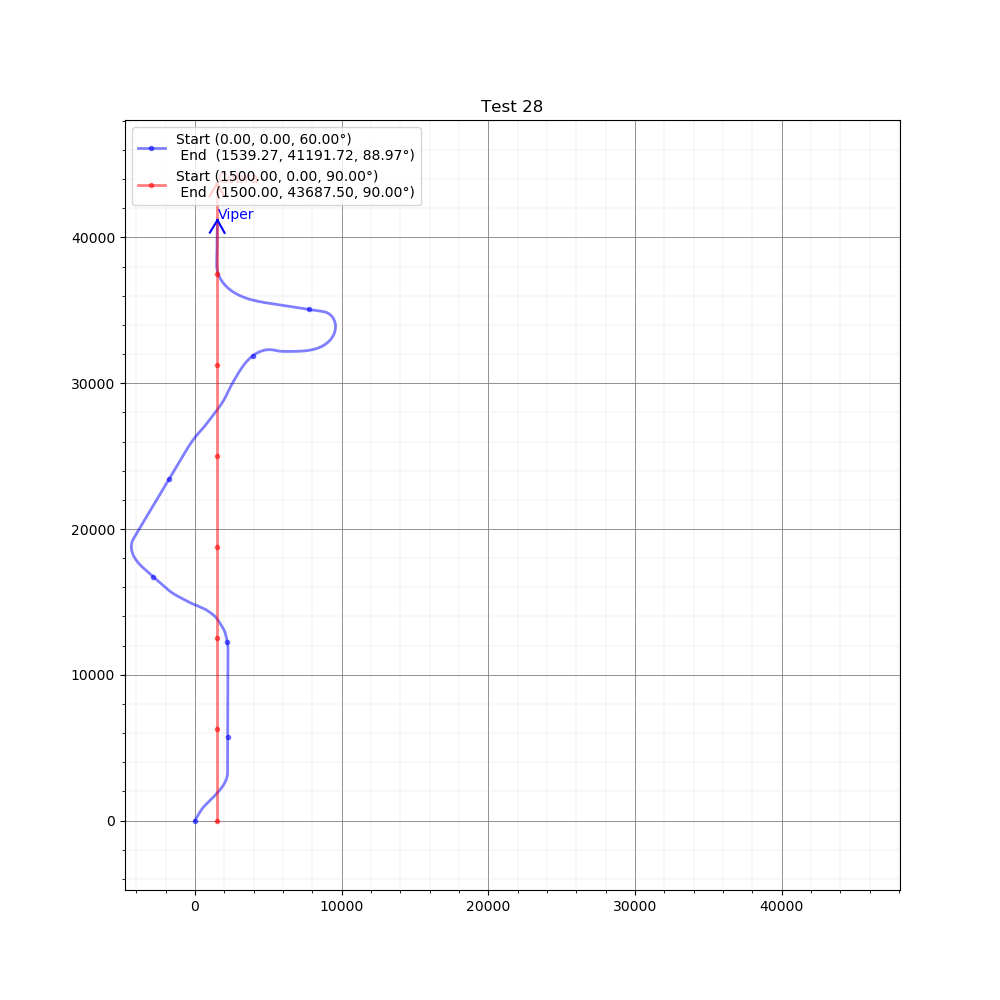 Test 28
Start (0.00, 0.00, 60.00°)
End (1539.27, 41191.72, 88.97°)
Start (1500.00, 0.00, 90.00°)
End (1500.00, 43687.50, 90.00°)
Viper
40000
30000
20000
10000
0
0 10000 20000 30000 40000